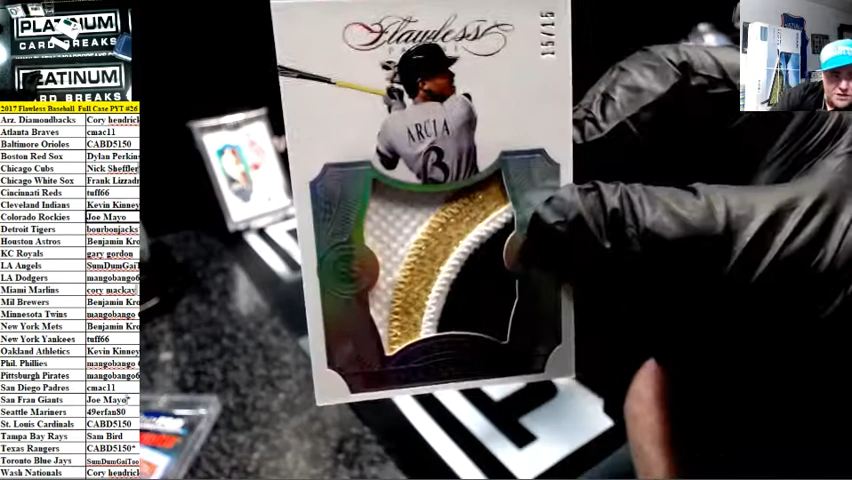 PLATINUM
CARD BREAKS
PLATINUM
D BREAKS
2017 Flawless Baseball Full Case PYT #26
Arz. Diamondbacks Cory hendrick
Atlanta Braves cmac11
Baltimore Orioles CABD5150
Boston Red Sox Dylan Perkin
Chicago Cubs Nick Sheffler
Chicago White Sox Frank Lizzadr
Cincinati Reds tuff66
Cleveland Indians Kevin Kinney
Colorado Rockies Joe Mayo
Detroit Tigers bourbonjacks
Houston Astros Benjamin Kro
KC Royals gary gordon
LA Angels SumDumGaiT
LA Dodgers mangobango6
Miami Marlins cory mackay
Mil Brewers Benjamin Kro
Minnesota Twins mangobango
New York Mets Benjamin Kro
New York Yankees tuff66
Oakland Athletics Kevin Kinney
Phil. Phillies mangobango
Pittsburgh Pirates mangobango6
San Diego Padres cmac11
San Fran Giants Joe Mayo*
Seattle Mariners 49erfan80
St. Louis Cardinals CABD5150
Tampa Bay Rays Sam Bird
Texas Rangers CABD5150*
Toronto Blue Jays SumDumGaiToo
Wash Nationals Cory hendrick
Flawless
15/15
ARCIA